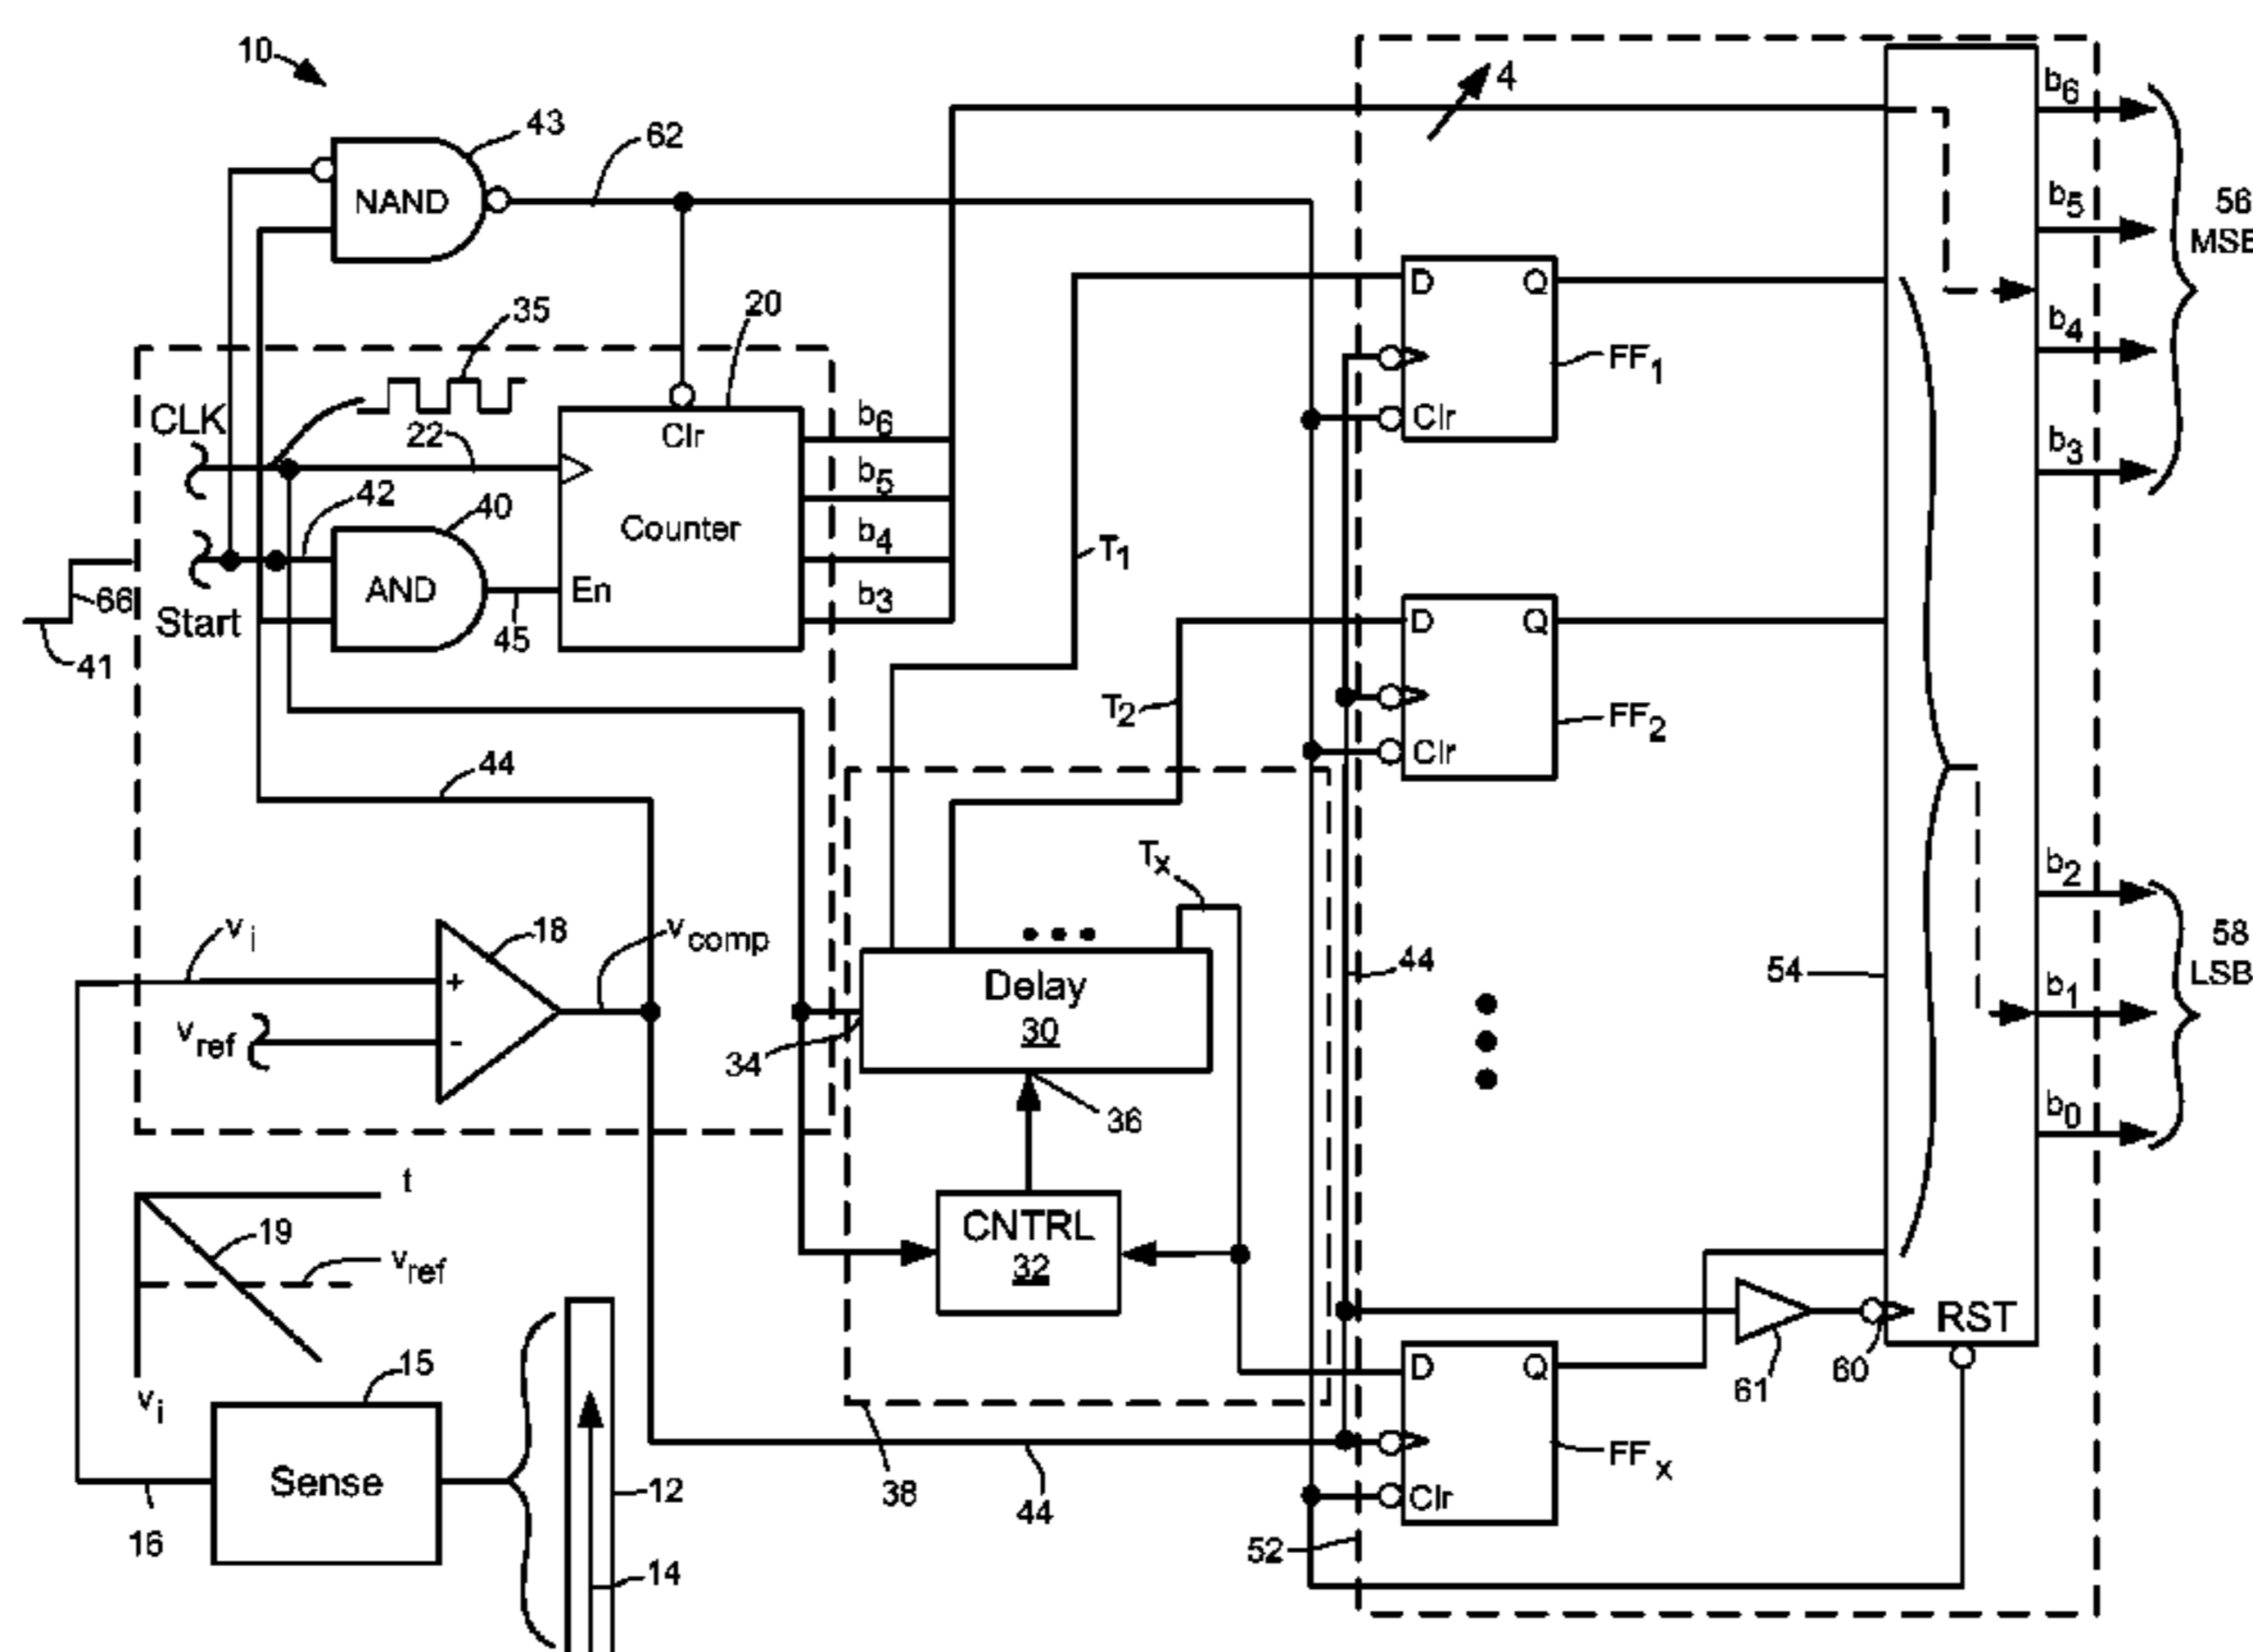 10
43
NAND
62
4
b6
b5
b4
b3
56
MSB
35
20
CLK
22
Clr
b6
b5
b4
b3
42
40
Counter
AND
En
45
Start
66
41
T1
T2
Tx
D
Q
Clr
FF1
D
Q
Clr
FF2
44
vi
18
vcomp
vref
+
-
Delay
30
34
36
44
54
b2
b1
b0
58
LSB
t
19
vref
vi
CNTRL
32
RST
60
61
15
Sense
16
12
14
38
44
D
Q
Clr
FFx
52